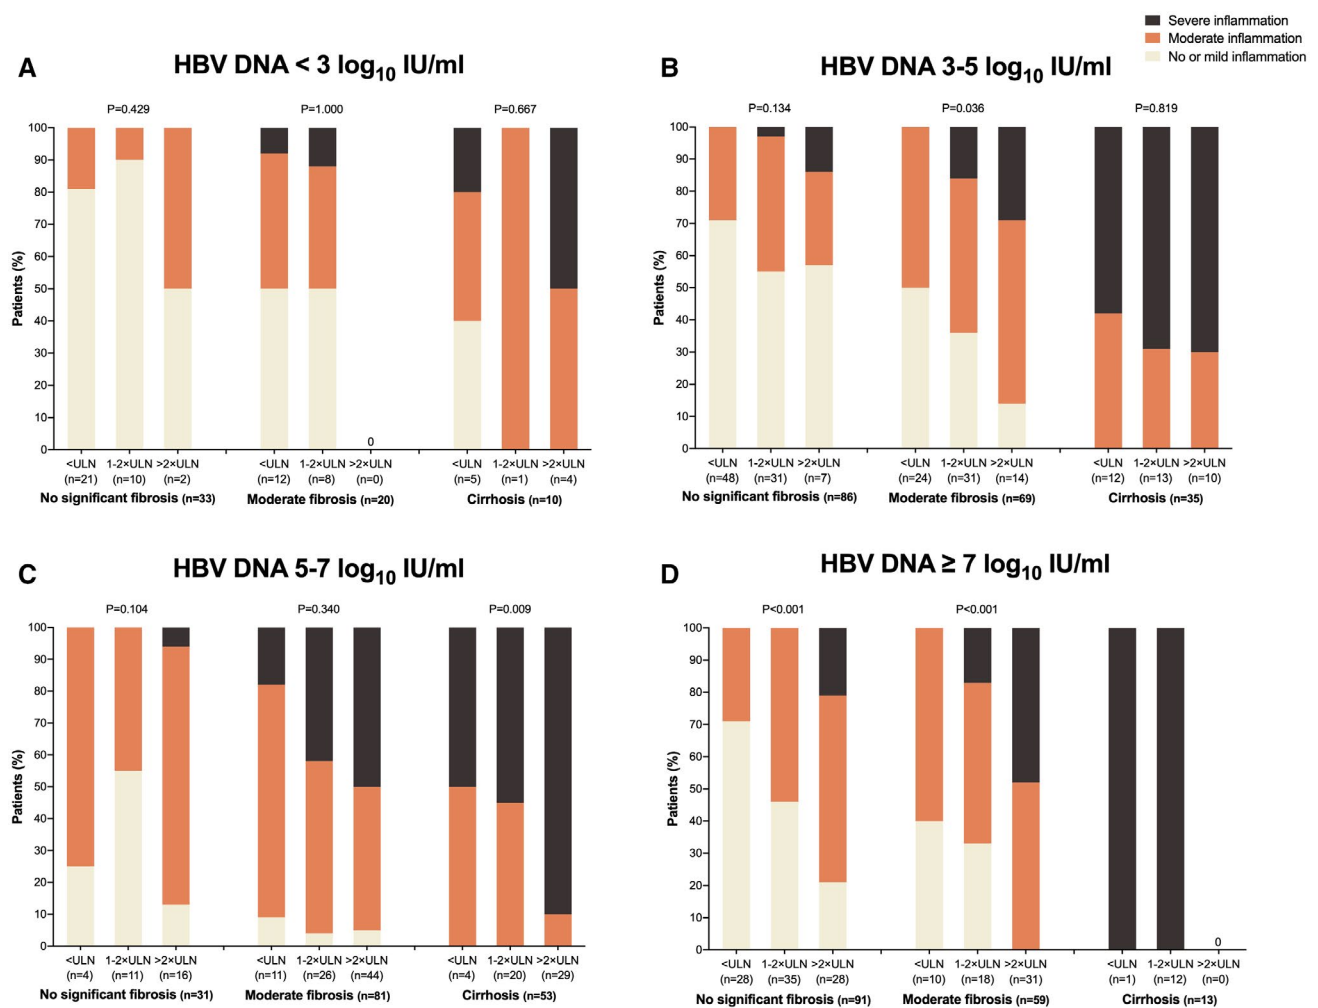 Severe inflammation
Moderate inflammation
No or mild inflammation
A
HBV DNA < 3 log10 IU/ml
P=0.429
P=1.000
P=0.667
Patients (%)
100
90
80
70
60
50
40
30
20
10
0
0
<ULN 1-2×ULN >2×ULN <ULN 1-2×ULN >2×ULN <ULN 1-2×ULN >2×ULN
(n=21) (n=10) (n=2) (n=12) (n=8) (n=0) (n=5) (n=1) (n=4)
No significant fibrosis (n=33) Moderate fibrosis (n=20) Cirrhosis (n=10)
B
HBV DNA 3-5 log10 IU/ml
P=0.134
P=0.036
P=0.819
Patients (%)
100
90
80
70
60
50
40
30
20
10
0
<ULN 1-2×ULN >2×ULN <ULN 1-2×ULN >2×ULN <ULN 1-2×ULN >2×ULN
(n=48) (n=31) (n=7) (n=24) (n=31) (n=14) (n=12) (n=13) (n=10)
No significant fibrosis (n=86) Moderate fibrosis (n=69) Cirrhosis (n=35)
C
HBV DNA 5-7 log10 IU/ml
P=0.104
P=0.340
P=0.009
Patients (%)
100
90
80
70
60
50
40
30
20
10
0
<ULN 1-2×ULN >2×ULN <ULN 1-2×ULN >2×ULN <ULN 1-2×ULN >2×ULN
(n=4) (n=11) (n=16) (n=11) (n=26) (n=44) (n=4) (n=20) (n=29)
No significant fibrosis (n=31) Moderate fibrosis (n=81) Cirrhosis (n=53)
D
HBV DNA ≥ 7 log10 IU/ml
P<0.001
P<0.001
Patients (%)
100
90
80
70
60
50
40
30
20
10
0
0
<ULN 1-2×ULN >2×ULN <ULN 1-2×ULN >2×ULN <ULN 1-2×ULN >2×ULN
(n=28) (n=35) (n=28) (n=10) (n=18) (n=31) (n=1) (n=12) (n=0)
No significant fibrosis (n=91) Moderate fibrosis (n=59) Cirrhosis (n=13)